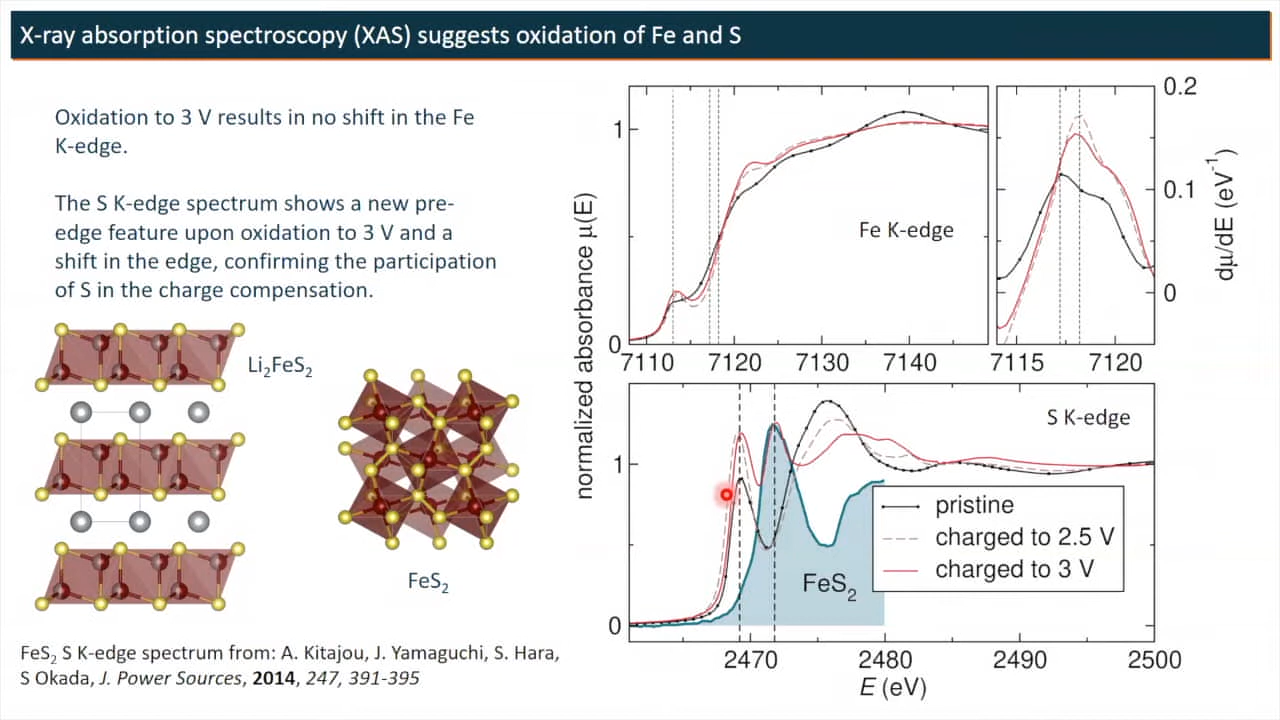 X-ray absorption spectroscopy (XAS) suggests oxidation of Fe and S
Oxidation to 3 V results in no shift in the Fe
K-edge.
The S K-edge spectrum shows a new pre-
edge feature upon oxidation to 3 V and a
shift in the edge, confirming the participation
of S in the charge compensation.
Li₂FeS₂
FeS₂
FeS₂ S K-edge spectrum from: A. Kitajou, J. Yamaguchi, S. Hara,
S Okada, J. Power Sources, 2014, 247, 391-395
normalized absorbance μ(E)
1
0
Fe K-edge
7110 7120 7130 7140
7115 7120
0.2
0.1
0
dμ/dE (eV⁻¹)
S K-edge
1
0
pristine
charged to 2.5 V
charged to 3 V
FeS₂
2470 2480 2490 2500
E (eV)